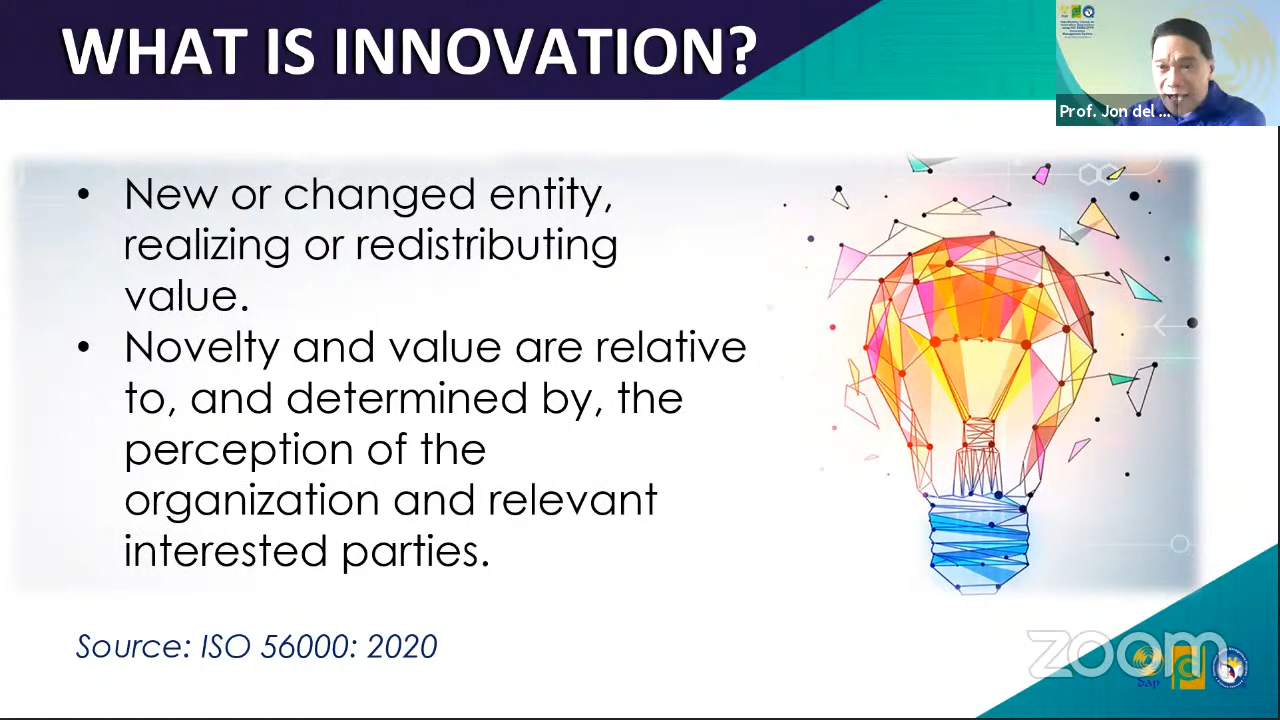 WHAT IS INNOVATION?
Prof. Jon del ...
• New or changed entity,
realizing or redistributing
value.
• Novelty and value are relative
to, and determined by, the
perception of the
organization and relevant
interested parties.
Source: ISO 56000: 2020
zoom
dap